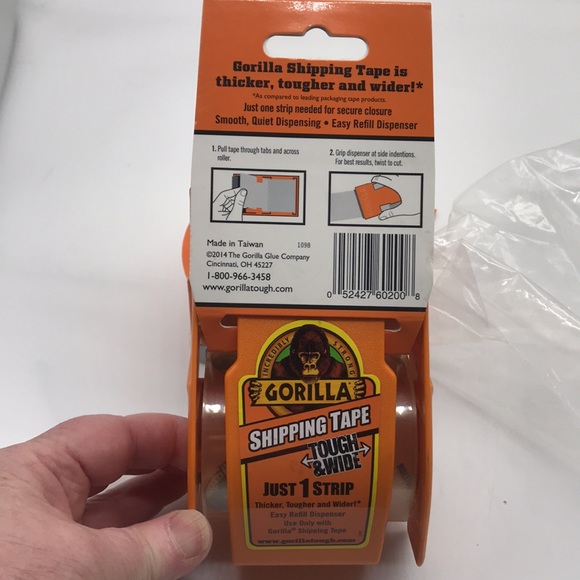 Gorilla Shipping Tape is
thicker, tougher and wider!*
*As compared to leading packaging tape products.
Just one strip needed for secure closure
Smooth, Quiet Dispensing • Easy Refill Dispenser
1. Pull tape through tabs and across
roller.
2. Grip dispenser at side indentions.
For best results, twist to cut.
Made in Taiwan 1098
©2014 The Gorilla Glue Company
Cincinnati, OH 45227
1-800-966-3458
www.gorillatough.com
0 52427 60200 8
INCREDIBLY STRONG
GORILLA
SHIPPING TAPE
TOUGH
& WIDE
JUST 1 STRIP
Thicker, Tougher and Wider!*
Easy Refill Dispenser
Use Only with
Gorilla™ Shipping Tape
www.gorillatough.com